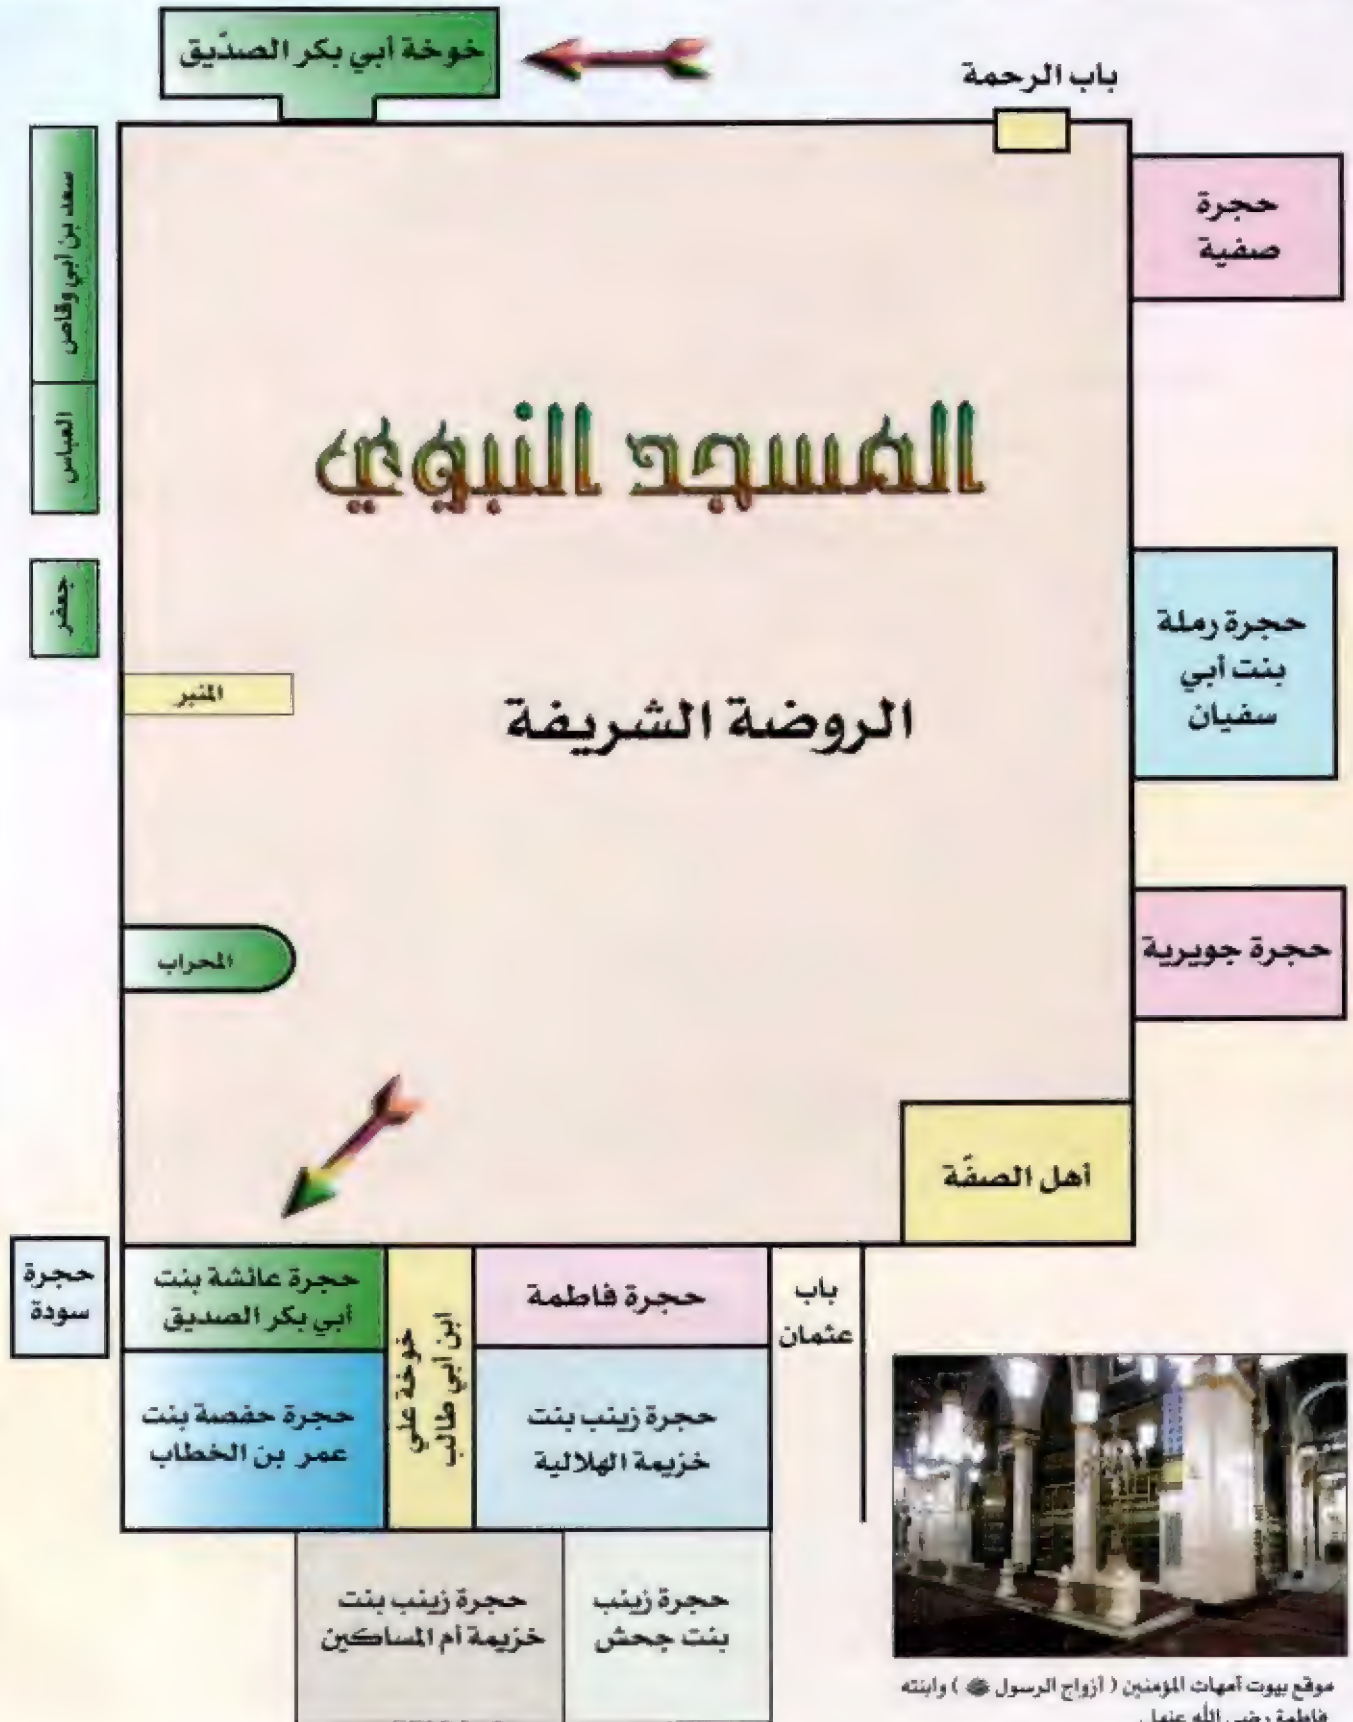 خوخة أبي بكر الصدّيق
باب الرحمة
حجرة
صفية
سعد بن أبي وقاص
العباس
جعفر
المسجد النبوي
حجرة رملة
بنت أبي
سفيان
المنبر
الروضة الشريفة
المحراب
حجرة جويرية
أهل الصفّة
حجرة
سودة
حجرة عائشة بنت
أبي بكر الصديق
خوخة علي
ابن أبي طالب
حجرة فاطمة
باب
عثمان
حجرة حفصة بنت
عمر بن الخطاب
حجرة زينب بنت
خزيمة الهلالية
حجرة زينب بنت
خزيمة أم المساكين
حجرة زينب
بنت جحش
موقع بيوت أمهات المؤمنين ( أزواج الرسول ﷺ ) وابنته
فاطمة رضي الله عنها